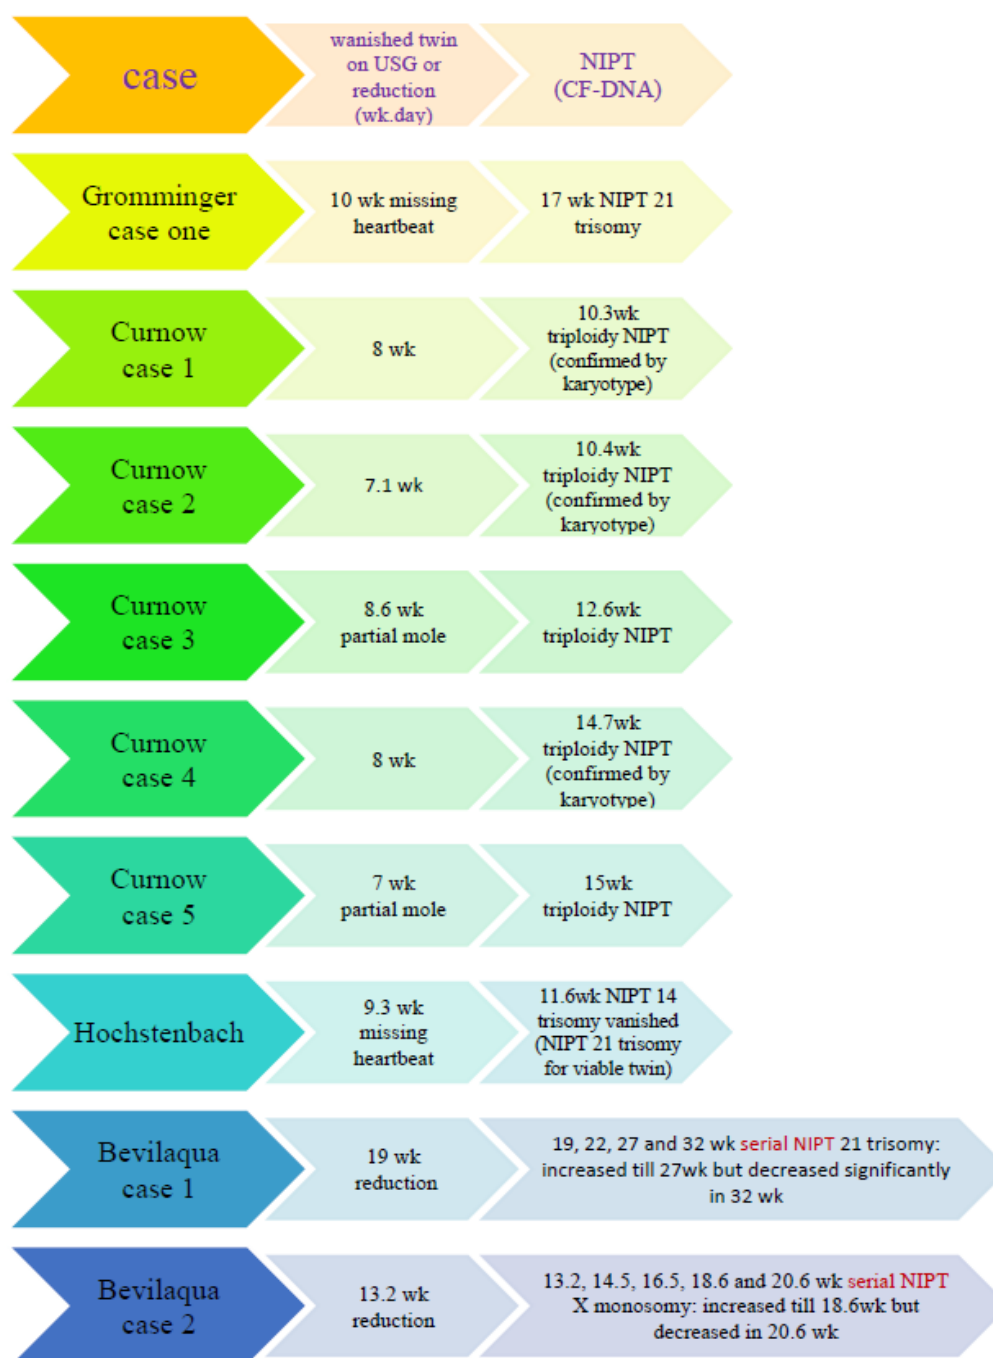 case
wanished twin
on USG or
reduction
(wk.day)
NIPT
(CF-DNA)
Gromminger
case one
10 wk missing
heartbeat
17 wk NIPT 21
trisomy
Curnow
case 1
8 wk
10.3wk
triploidy NIPT
(confirmed by
karyotype)
Curnow
case 2
7.1 wk
10.4wk
triploidy NIPT
(confirmed by
karyotype)
Curnow
case 3
8.6 wk
partial mole
12.6wk
triploidy NIPT
Curnow
case 4
8 wk
14.7wk
triploidy NIPT
(confirmed by
karyotype)
Curnow
case 5
7 wk
partial mole
15wk
triploidy NIPT
Hochstenbach
9.3 wk
missing
heartbeat
11.6wk NIPT 14
trisomy vanished
(NIPT 21 trisomy
for viable twin)
Bevilaqua
case 1
19 wk
reduction
19, 22, 27 and 32 wk serial NIPT 21 trisomy:
increased till 27wk but decreased significantly
in 32 wk
Bevilaqua
case 2
13.2 wk
reduction
13.2, 14.5, 16.5, 18.6 and 20.6 wk serial NIPT
X monosomy: increased till 18.6wk but
decreased in 20.6 wk